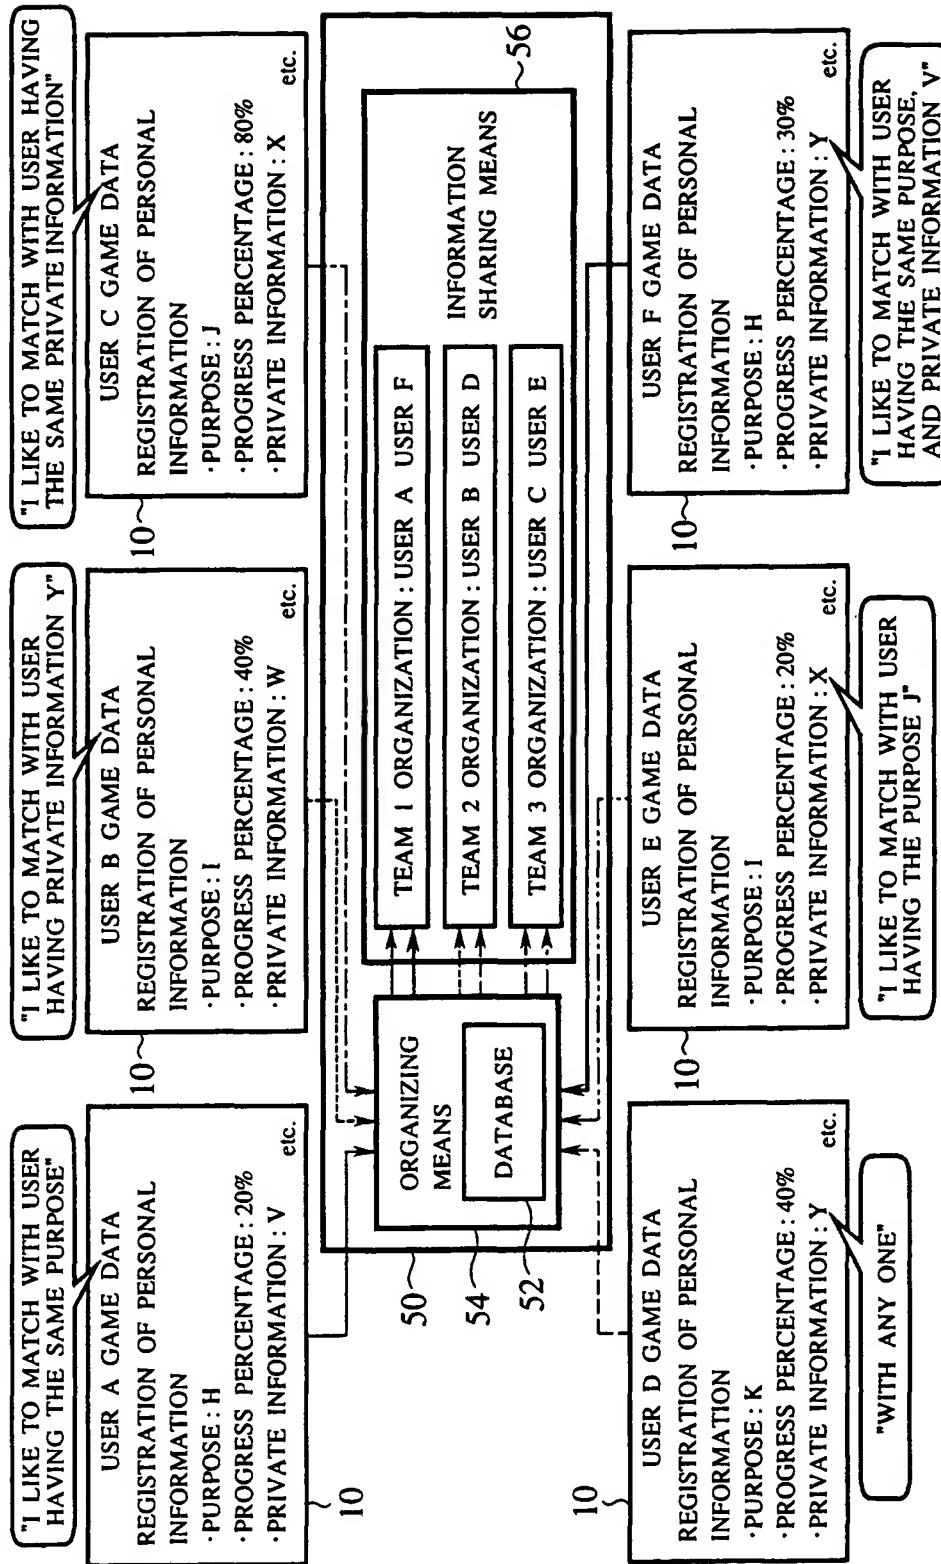 "I LIKE TO MATCH WITH USER
HAVING THE SAME PURPOSE"
USER A GAME DATA
REGISTRATION OF PERSONAL
INFORMATION
·PURPOSE : H
·PROGRESS PERCENTAGE : 20%
·PRIVATE INFORMATION : V
etc.
10
"I LIKE TO MATCH WITH USER
HAVING PRIVATE INFORMATION Y"
USER B GAME DATA
REGISTRATION OF PERSONAL
INFORMATION
·PURPOSE : I
·PROGRESS PERCENTAGE : 40%
·PRIVATE INFORMATION : W
etc.
10
"I LIKE TO MATCH WITH USER HAVING
THE SAME PRIVATE INFORMATION"
USER C GAME DATA
REGISTRATION OF PERSONAL
INFORMATION
·PURPOSE : J
·PROGRESS PERCENTAGE : 80%
·PRIVATE INFORMATION : X
etc.
10
ORGANIZING
MEANS
DATABASE
50
54
52
TEAM 1 ORGANIZATION : USER A USER F
TEAM 2 ORGANIZATION : USER B USER D
TEAM 3 ORGANIZATION : USER C USER E
INFORMATION
SHARING MEANS
56
10
USER D GAME DATA
REGISTRATION OF PERSONAL
INFORMATION
·PURPOSE : K
·PROGRESS PERCENTAGE : 40%
·PRIVATE INFORMATION : Y
etc.
"WITH ANY ONE"
10
USER E GAME DATA
REGISTRATION OF PERSONAL
INFORMATION
·PURPOSE : I
·PROGRESS PERCENTAGE : 20%
·PRIVATE INFORMATION : X
etc.
"I LIKE TO MATCH WITH USER
HAVING THE PURPOSE J"
10
USER F GAME DATA
REGISTRATION OF PERSONAL
INFORMATION
·PURPOSE : H
·PROGRESS PERCENTAGE : 30%
·PRIVATE INFORMATION : Y
etc.
"I LIKE TO MATCH WITH USER
HAVING THE SAME PURPOSE,
AND PRIVATE INFORMATION V"